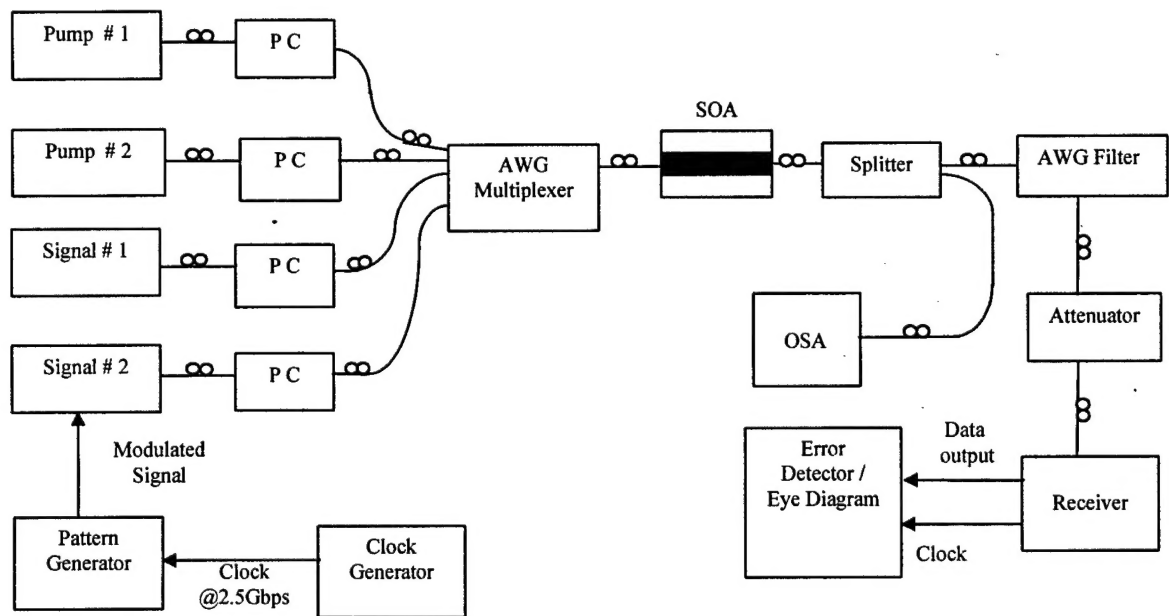 Pump # 1
P C
SOA
Pump # 2
P C
AWG
Multiplexer
Splitter
AWG Filter
Signal # 1
P C
OSA
Attenuator
Signal # 2
P C
Modulated
Signal
Error
Detector /
Eye Diagram
Data
output
Receiver
Clock
Pattern
Generator
Clock
@2.5Gbps
Clock
Generator